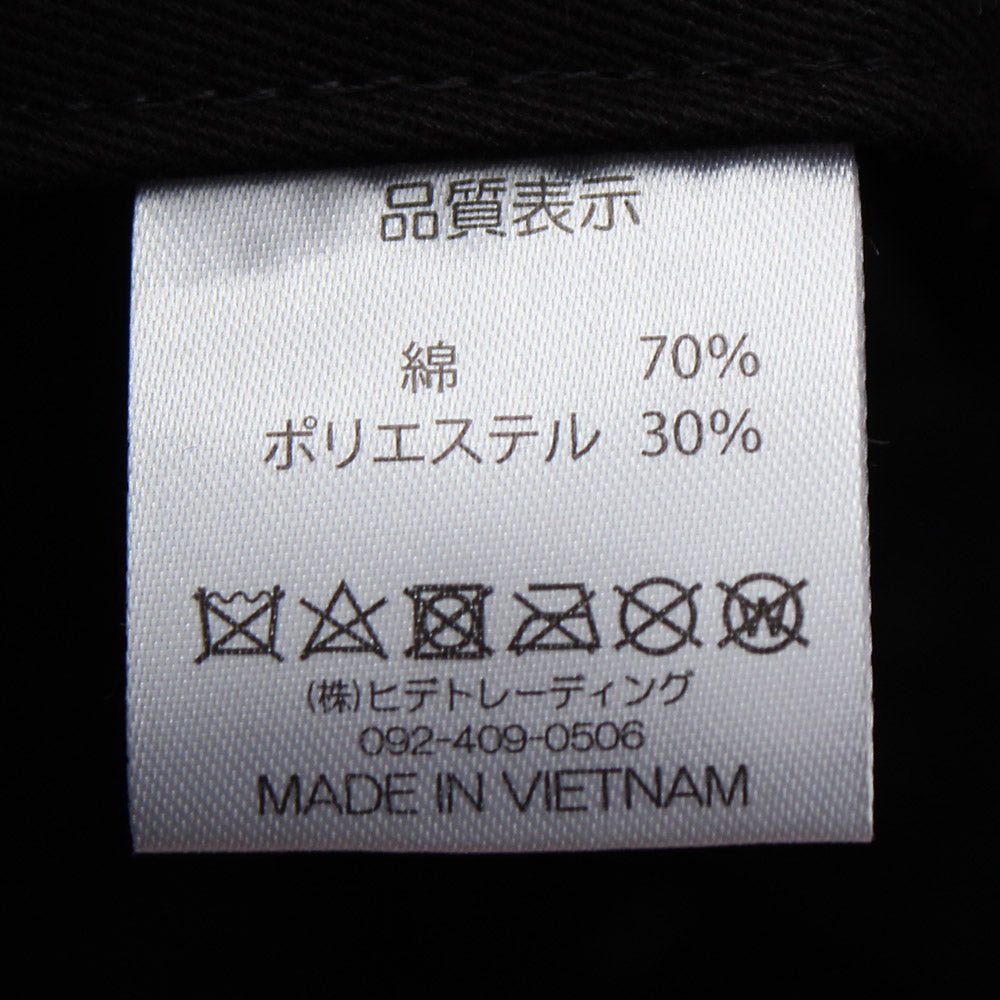 品質表示
綿 70%
ポリエステル 30%
W
(株)ヒデトレーディング
092-409-0506
MADE IN VIETNAM